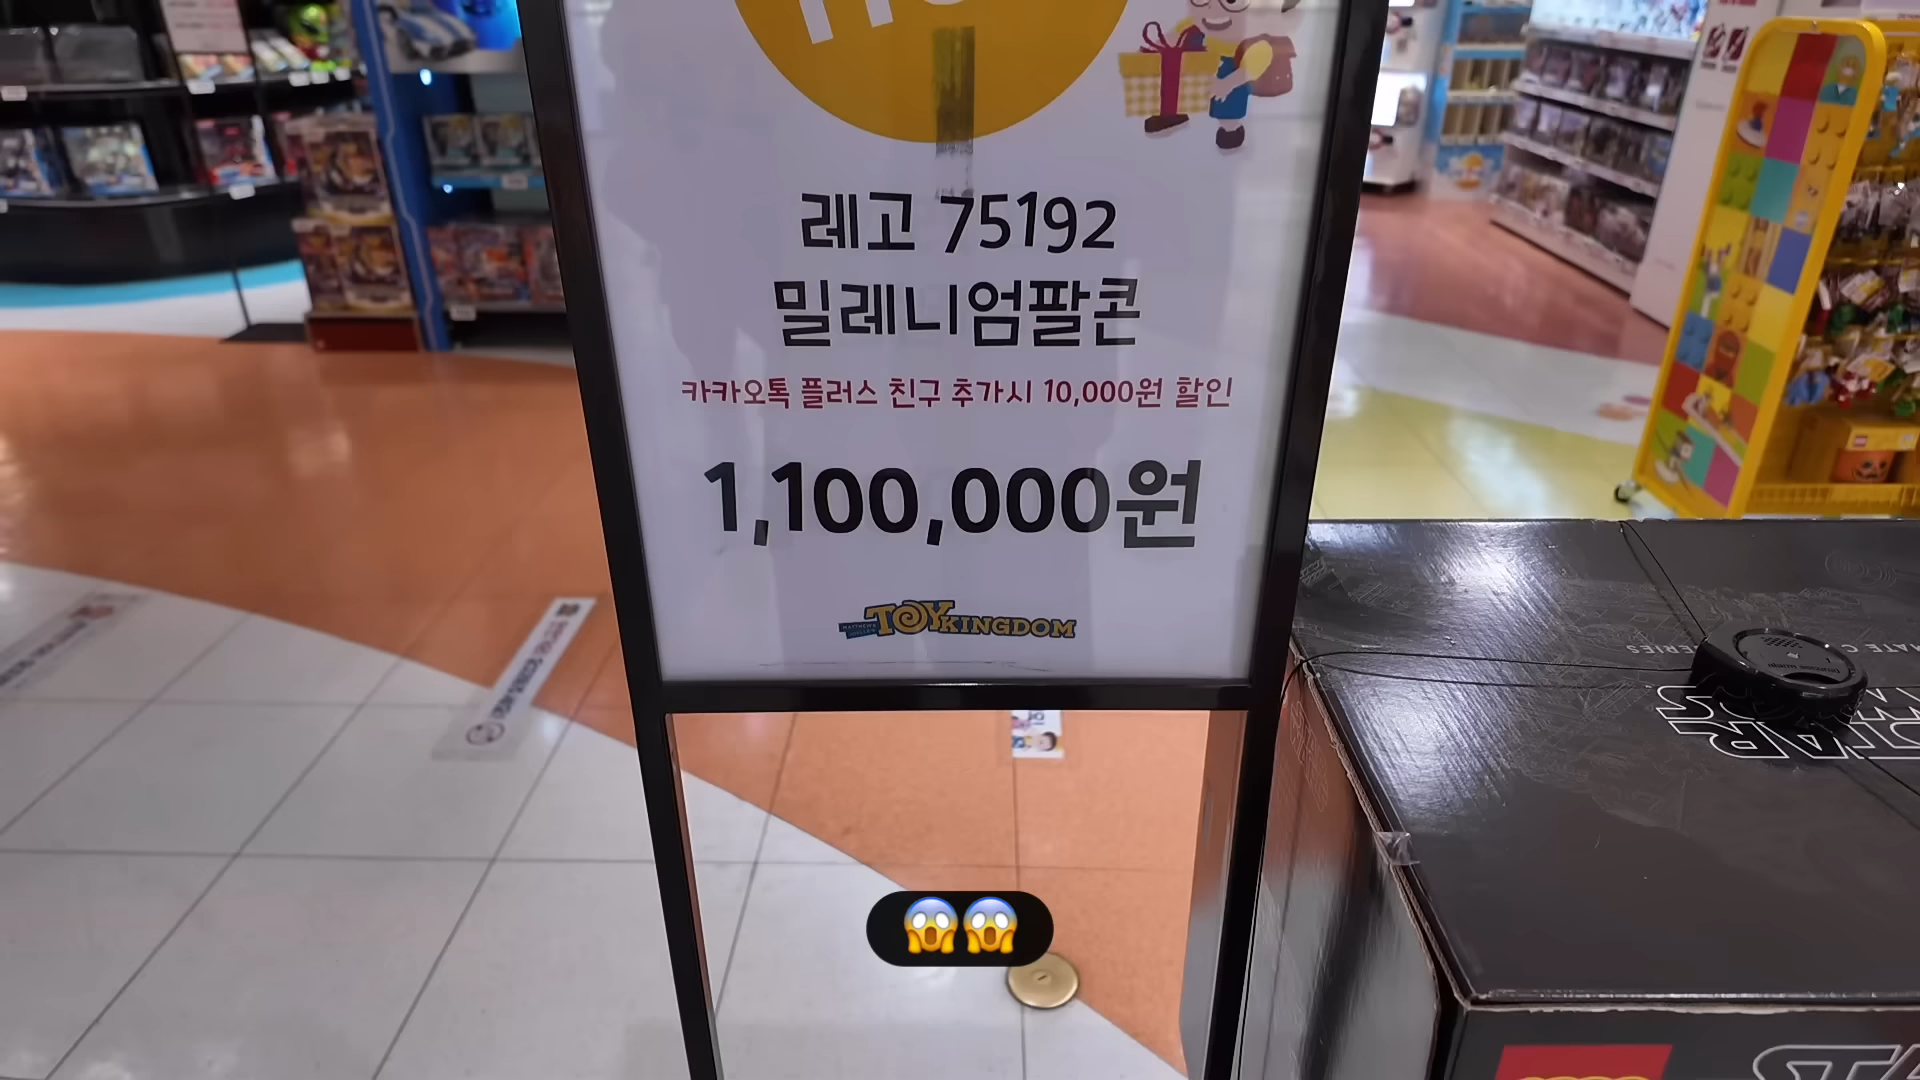 레고 75192
밀레니엄팔콘
카카오톡 플러스 친구 추가시 10,000원 할인
1,100,000원
TOYKINGDOM
STAR